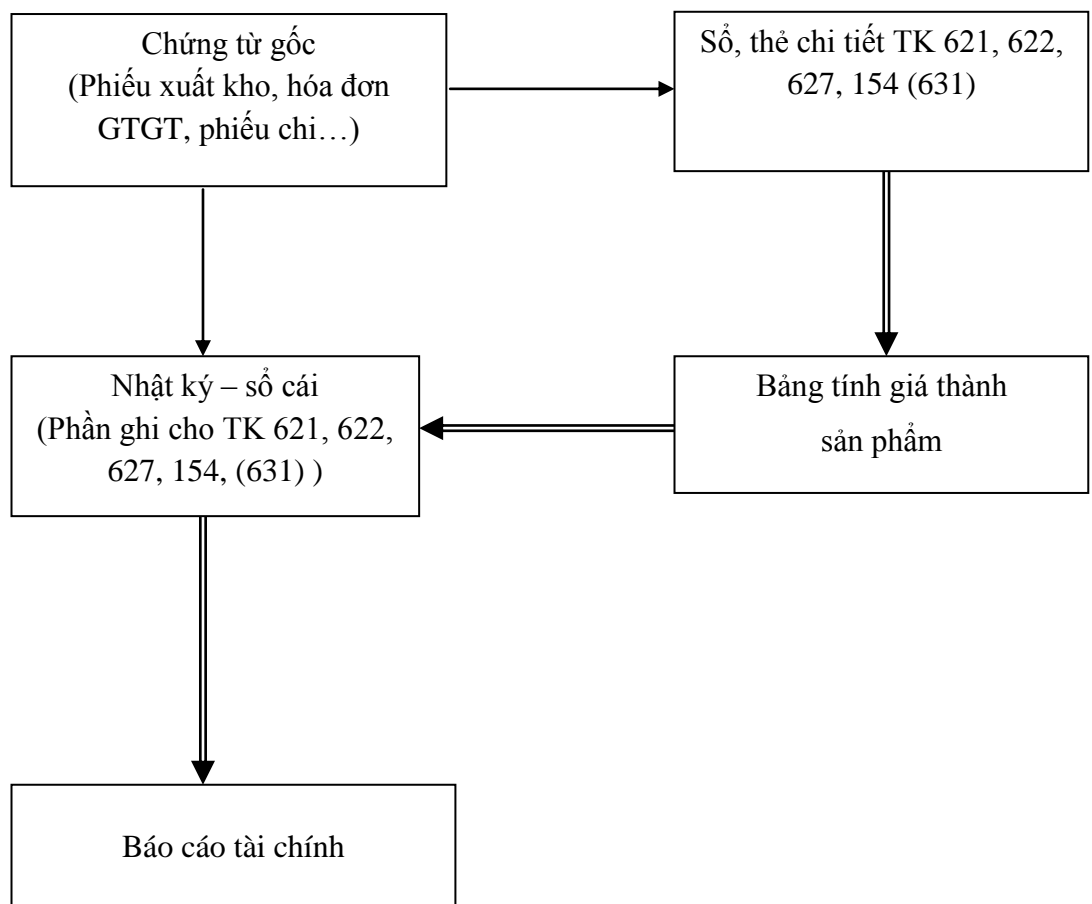 Chứng từ gốc
(Phiếu xuất kho, hóa đơn
GTGT, phiếu chi…)
Sổ, thẻ chi tiết TK 621, 622,
627, 154 (631)
Nhật ký – sổ cái
(Phần ghi cho TK 621, 622,
627, 154, (631) )
Bảng tính giá thành
sản phẩm
Báo cáo tài chính